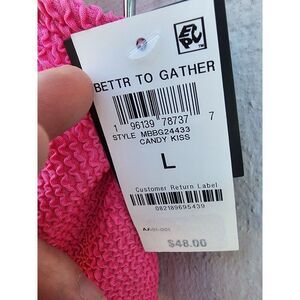 BETTR TO GATHER
1 96139 78737 7
STYLE MBBG24433
CANDY KISS
L
Customer Return Label
082189695439
$48.00